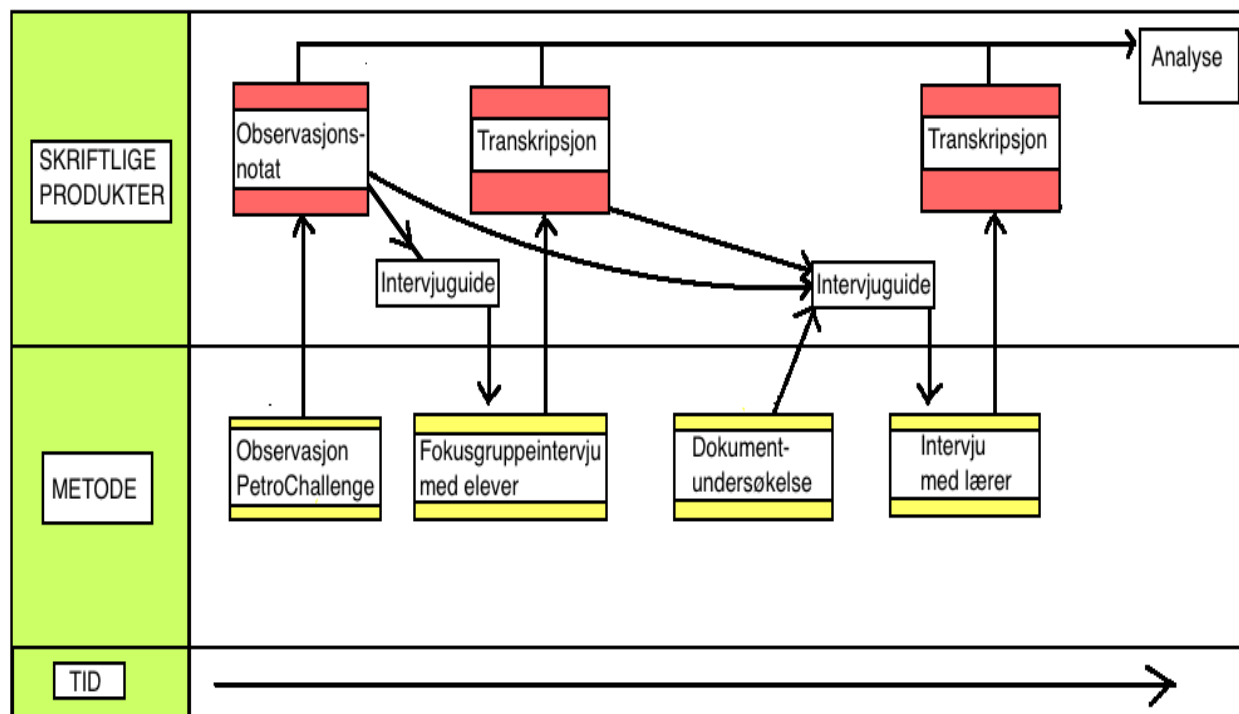 Analyse
SKRIFTLIGE
PRODUKTER
Observasjons-
notat
Transkripsjon
Transkripsjon
Intervjuguide
Intervjuguide
METODE
Observasjon
PetroChallenge
Fokusgruppeintervju
med elever
Dokument-
undersøkelse
Intervju
med lærer
TID